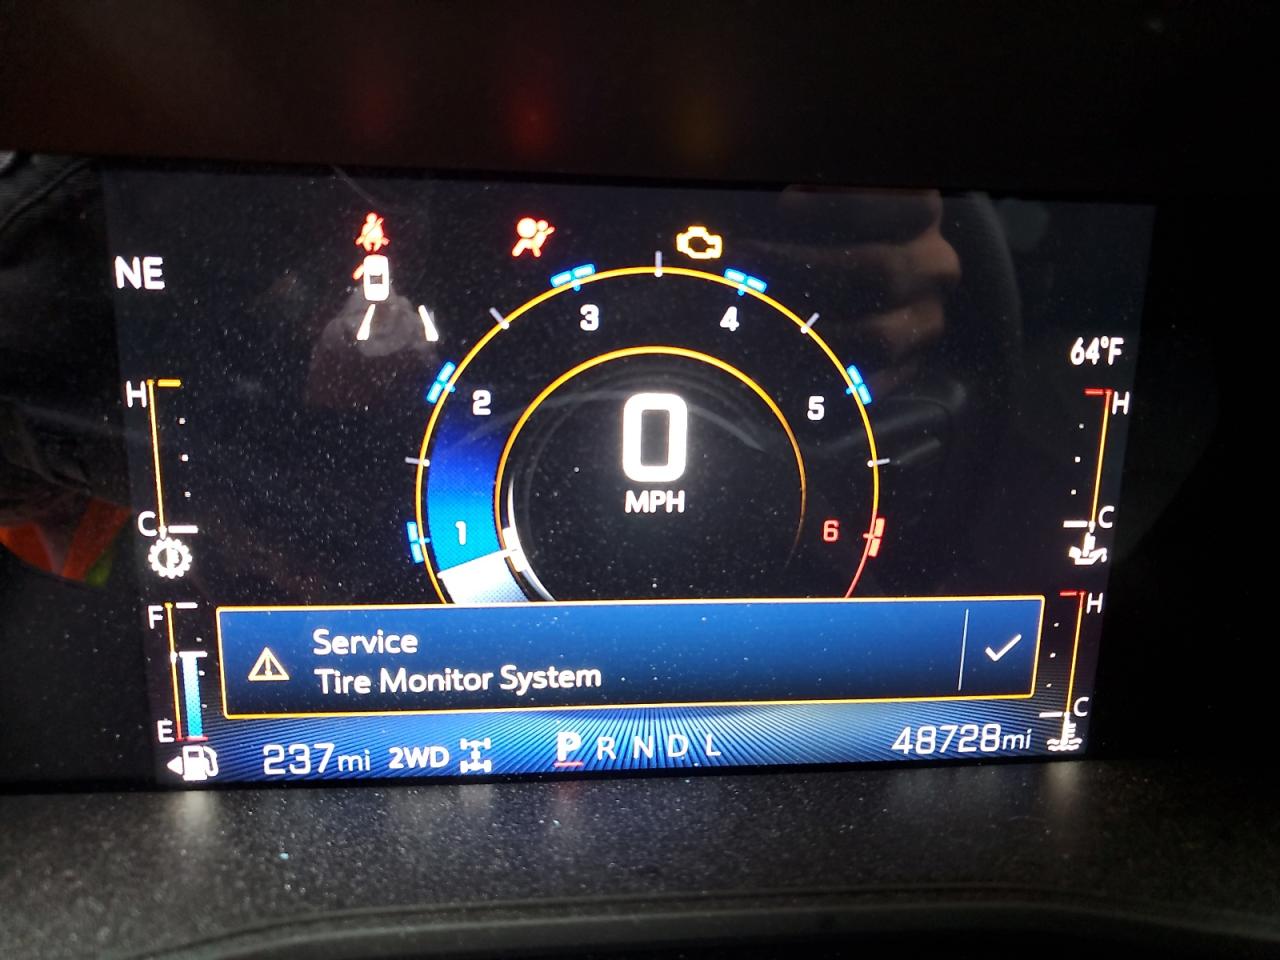 NE
3
4
64°F
H
H
2
5
0
MPH
C
1
6
C
F
H
Service
Tire Monitor System
E
C
237mi 2WD
P R N D L
48728mi